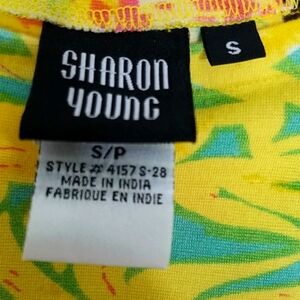 SHARON
YOUNG
S
S/P
STYLE # 4157 S-28
MADE IN INDIA
FABRIQUE EN INDIE